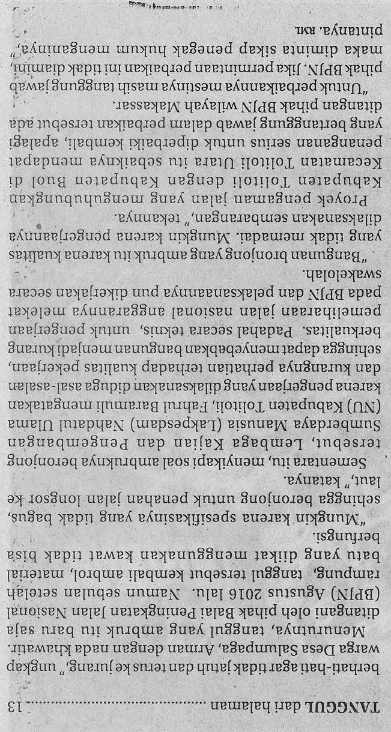 TANGGUL dari halaman ........................................13
berhati-hati agar tidak jatuh dan terus ke jurang," ungkap
warga Desa Salumpaga, Arman dengan nada khawatir.
Menurutnya, tanggul yang ambruk itu baru saja
ditangani oleh pihak Balai Peningkatan Jalan Nasional
(BPJN) Agustus 2016 lalu. Namun sebulan setelah
rampung, tanggul tersebut kembali ambrol, material
batu yang diikat menggunakan kawat tidak bisa
berfungsi.
"Mungkin karena spesifikasinya yang tidak bagus,
sehingga beronjong untuk penahan jalan longsor ke
laut," katanya.
Sementara itu, menyikapi soal ambruknya beronjong
tersebut, Lembaga Kajian dan Pengembangan
Sumberdaya Manusia (Lakpesdam) Nahdatul Ulama
(NU) Kabupaten Tolitoli, Fahrul Baramuli mengatakan
karena pengerjaan yang dilaksanakan diduga asal-asalan
dan kurangnya perhatian terhadap kualitas pekerjaan,
sehingga dapat menyebebkan bangunan menjadi kurang
berkualitas. Padahal secara teknis, untuk pengerjaan
pemeliharaan jalan nasional anggarannya melekat
pada BPJN dan pelaksanaannya pun dikerjakan secara
swakelolah.
"Bangunan bronjong yang ambruk itu karena kualitas
yang tidak memadai. Mungkin karena pengerjaannya
dilaksanakan sembarangan," tekannya.
Proyek pengaman jalan yang menghubungkan
Kabupaten Tolitoli dengan Kabupaten Buol di
Kecamatan Tolitoli Utara itu sebaiknya mendapat
penanganan serius untuk diperbaiki kembali, apalagi
yang bertanggung jawab dalam perbaikan tersebut ada
ditangan pihak BPJN wilayah Makassar.
"Untuk perbaikannya mestinya masih tanggung jawab
pihak BPJN. Jika permintaan perbaikan ini tidak diamini,
maka diminta sikap penegak hukum menganinya,"
pintanya. RML